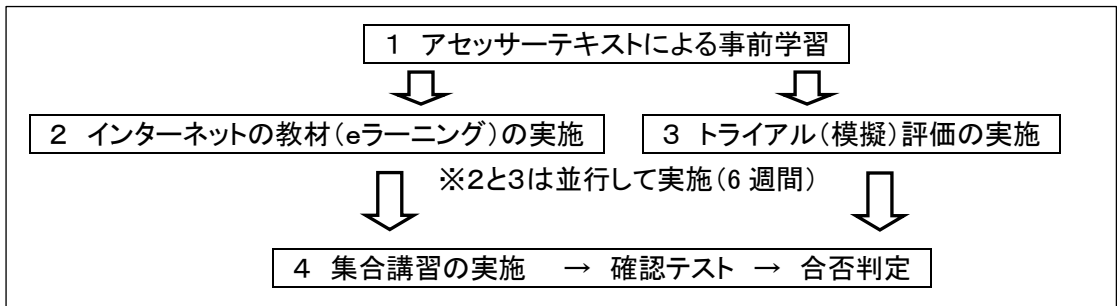 1 アセッサーテキストによる事前学習
2 インターネットの教材(eラーニング)の実施
3 トライアル(模擬)評価の実施
※2と3は並行して実施(6 週間)
4 集合講習の実施 → 確認テスト → 合否判定